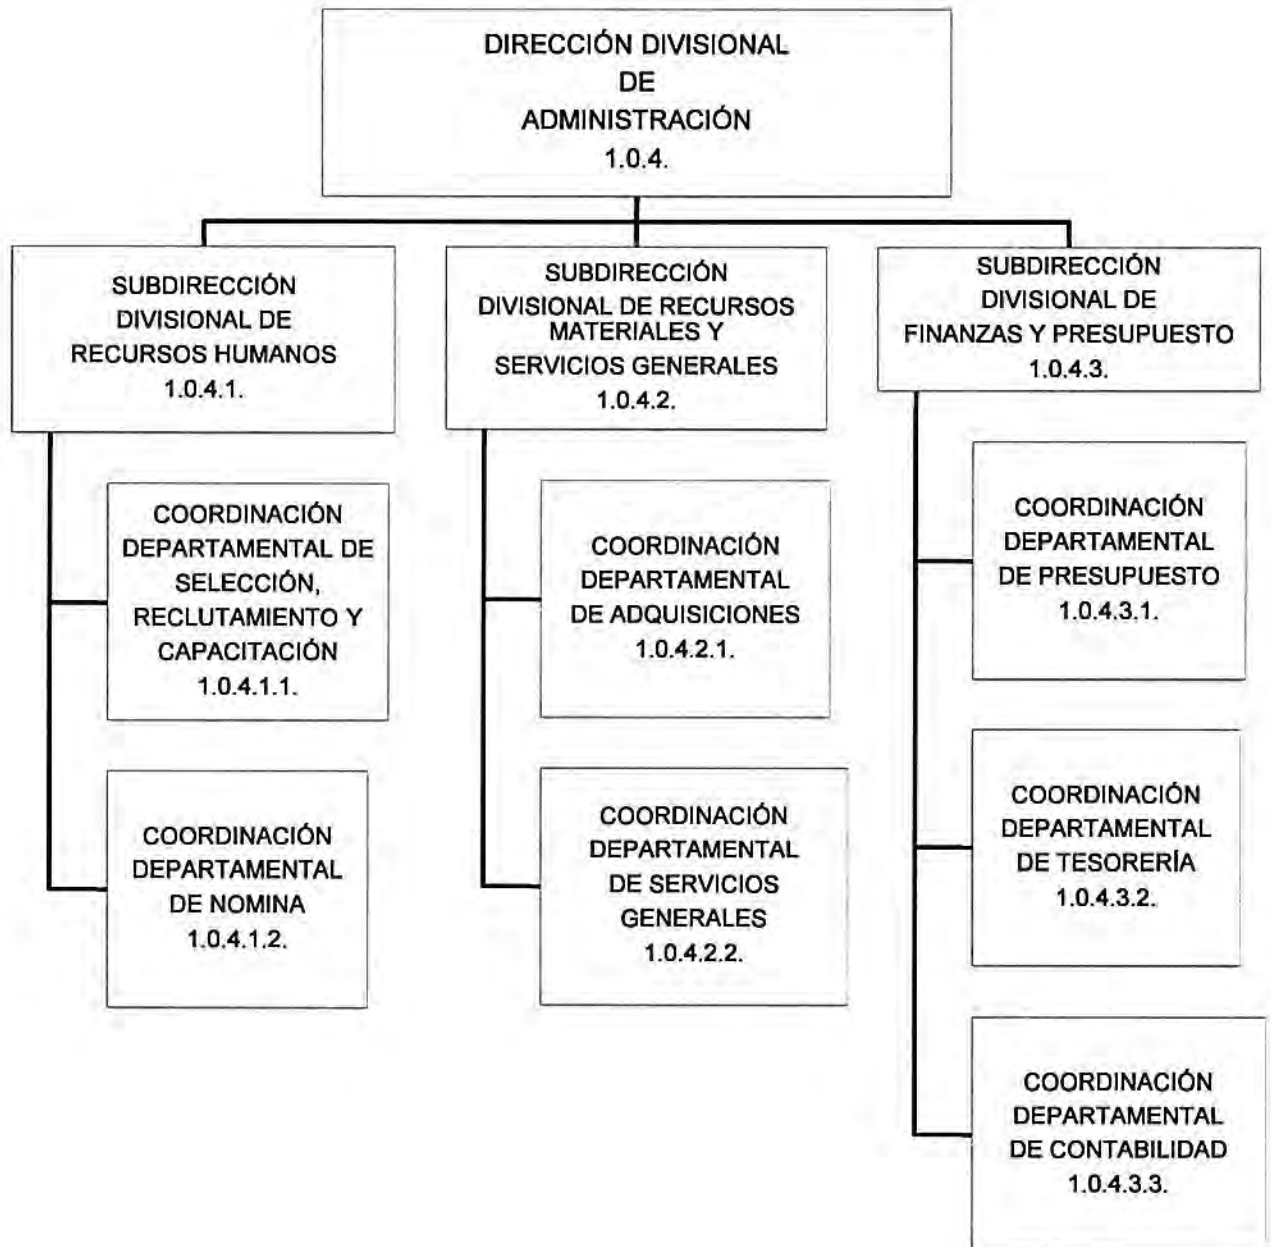 DIRECCIÓN DIVISIONAL
DE
ADMINISTRACIÓN
1.0.4.
SUBDIRECCIÓN
DIVISIONAL DE
RECURSOS HUMANOS
1.0.4.1.
SUBDIRECCIÓN
DIVISIONAL DE RECURSOS
MATERIALES Y
SERVICIOS GENERALES
1.0.4.2.
SUBDIRECCIÓN
DIVISIONAL DE
FINANZAS Y PRESUPUESTO
1.0.4.3.
COORDINACIÓN
DEPARTAMENTAL DE
SELECCIÓN,
RECLUTAMIENTO Y
CAPACITACIÓN
1.0.4.1.1.
COORDINACIÓN
DEPARTAMENTAL
DE NOMINA
1.0.4.1.2.
COORDINACIÓN
DEPARTAMENTAL
DE ADQUISICIONES
1.0.4.2.1.
COORDINACIÓN
DEPARTAMENTAL
DE SERVICIOS
GENERALES
1.0.4.2.2.
COORDINACIÓN
DEPARTAMENTAL
DE PRESUPUESTO
1.0.4.3.1.
COORDINACIÓN
DEPARTAMENTAL
DE TESORERÍA
1.0.4.3.2.
COORDINACIÓN
DEPARTAMENTAL
DE CONTABILIDAD
1.0.4.3.3.